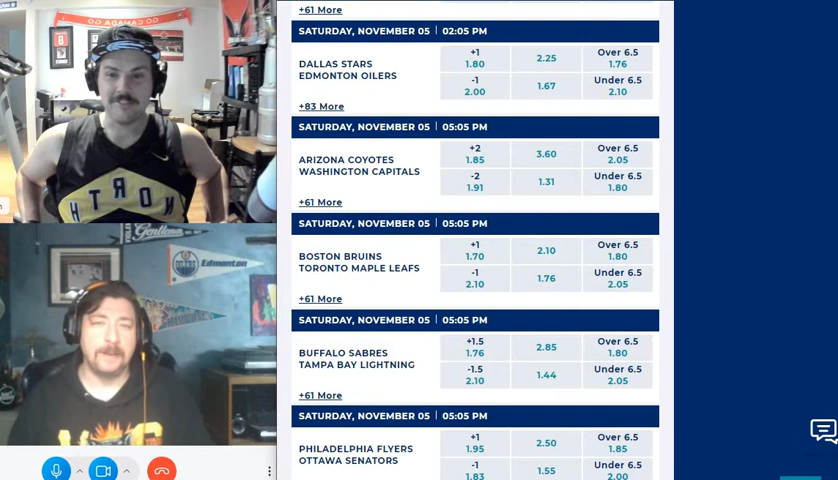 +61 More
SATURDAY, NOVEMBER 05 | 02:05 PM
DALLAS STARS
EDMONTON OILERS
+1
1.80
2.25
Over 6.5
1.76
-1
2.00
1.67
Under 6.5
2.10
+83 More
SATURDAY, NOVEMBER 05 | 05:05 PM
ARIZONA COYOTES
WASHINGTON CAPITALS
+2
1.85
3.60
Over 6.5
2.05
-2
1.91
1.31
Under 6.5
1.80
+61 More
SATURDAY, NOVEMBER 05 | 05:05 PM
BOSTON BRUINS
TORONTO MAPLE LEAFS
+1
1.70
2.10
Over 6.5
1.80
-1
2.10
1.76
Under 6.5
2.05
+61 More
SATURDAY, NOVEMBER 05 | 05:05 PM
BUFFALO SABRES
TAMPA BAY LIGHTNING
+1.5
1.76
2.85
Over 6.5
1.80
-1.5
2.10
1.44
Under 6.5
2.05
+61 More
SATURDAY, NOVEMBER 05 | 05:05 PM
PHILADELPHIA FLYERS
OTTAWA SENATORS
+1
1.95
2.50
Over 6.5
1.85
-1
1.83
1.55
Under 6.5
2.00
NORTH
Edmonton